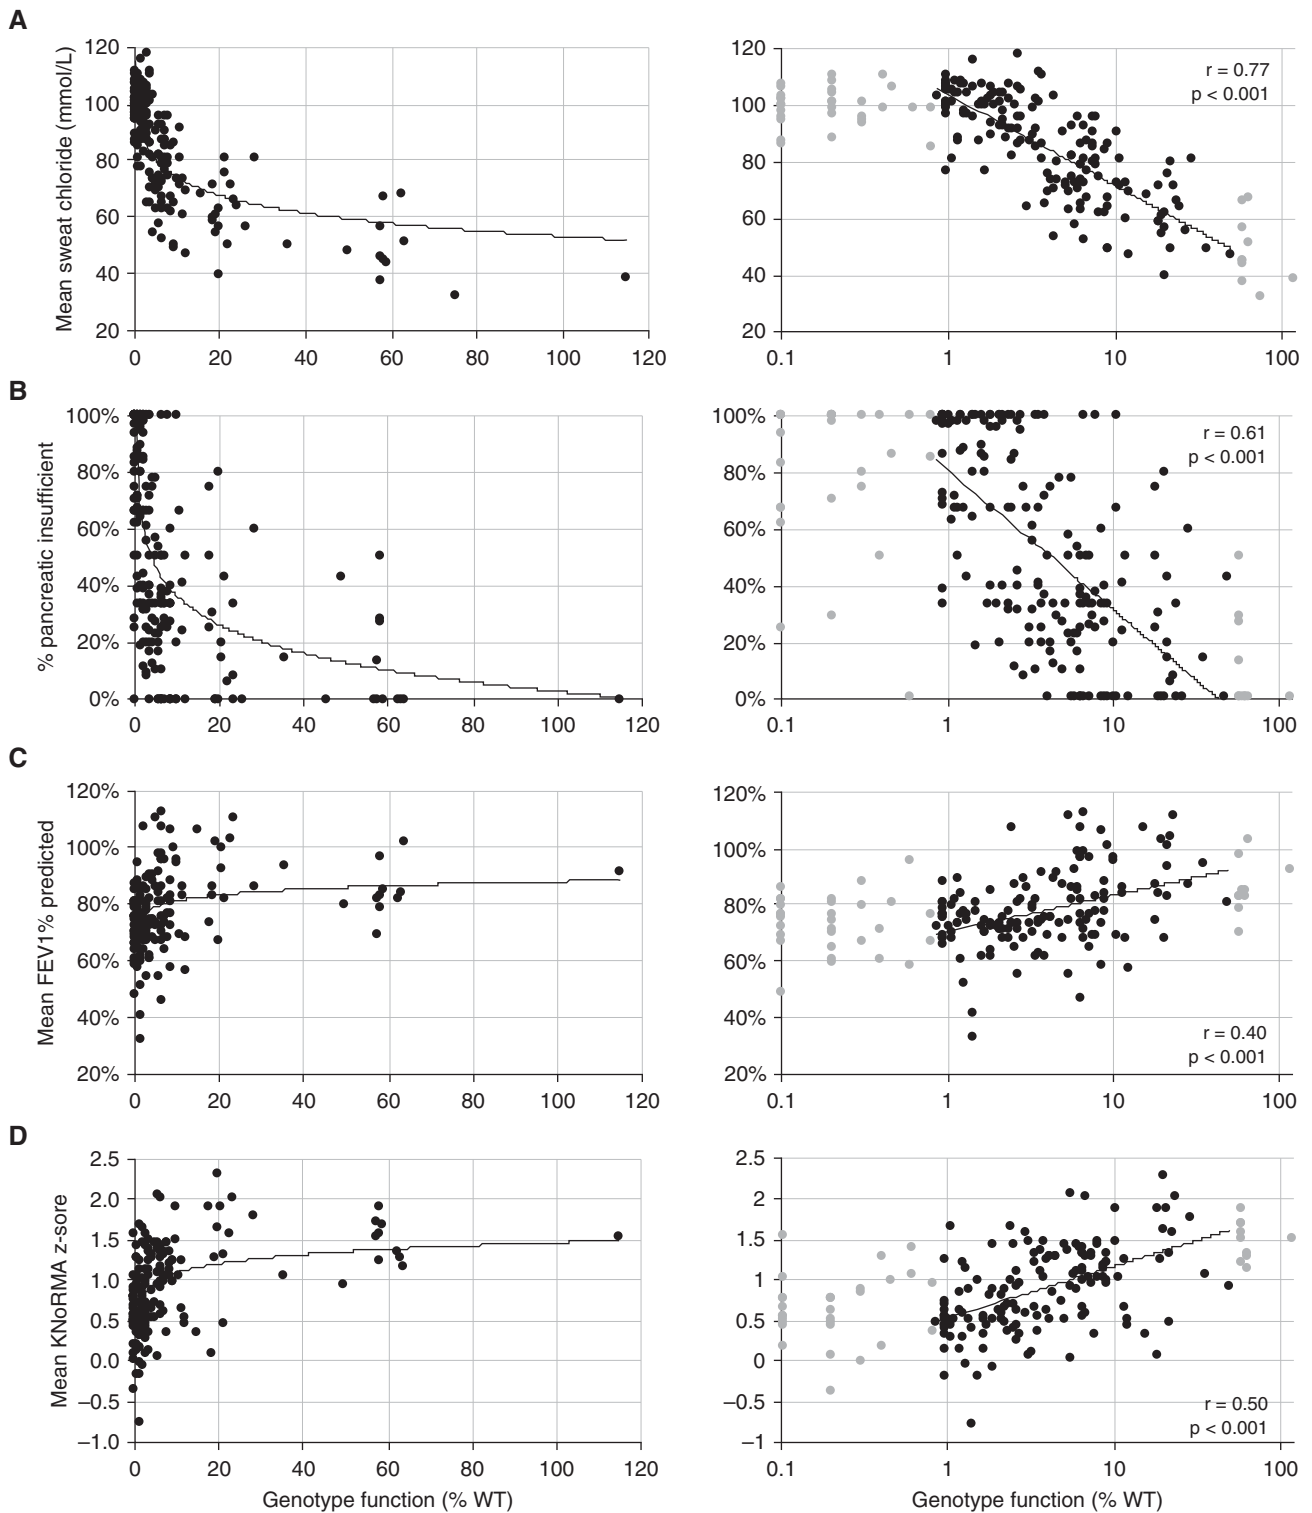 A
Mean sweat chloride (mmol/L)
120
100
80
60
40
20
0 20 40 60 80 100 120
120
100
80
60
40
20
0.1 1 10 100
r = 0.77
p < 0.001
B
% pancreatic insufficient
100%
80%
60%
40%
20%
0%
0 20 40 60 80 100 120
100%
80%
60%
40%
20%
0%
0.1 1 10 100
r = 0.61
p < 0.001
C
Mean FEV1% predicted
120%
100%
80%
60%
40%
20%
0 20 40 60 80 100 120
120%
100%
80%
60%
40%
20%
0.1 1 10 100
r = 0.40
p < 0.001
D
Mean KNoRMA z-sore
2.5
2.0
1.5
1.0
0.5
0.0
–0.5
–1.0
0 20 40 60 80 100 120
Genotype function (% WT)
2.5
2
1.5
1
0.5
0
–0.5
–1
0.1 1 10 100
r = 0.50
p < 0.001
Genotype function (% WT)